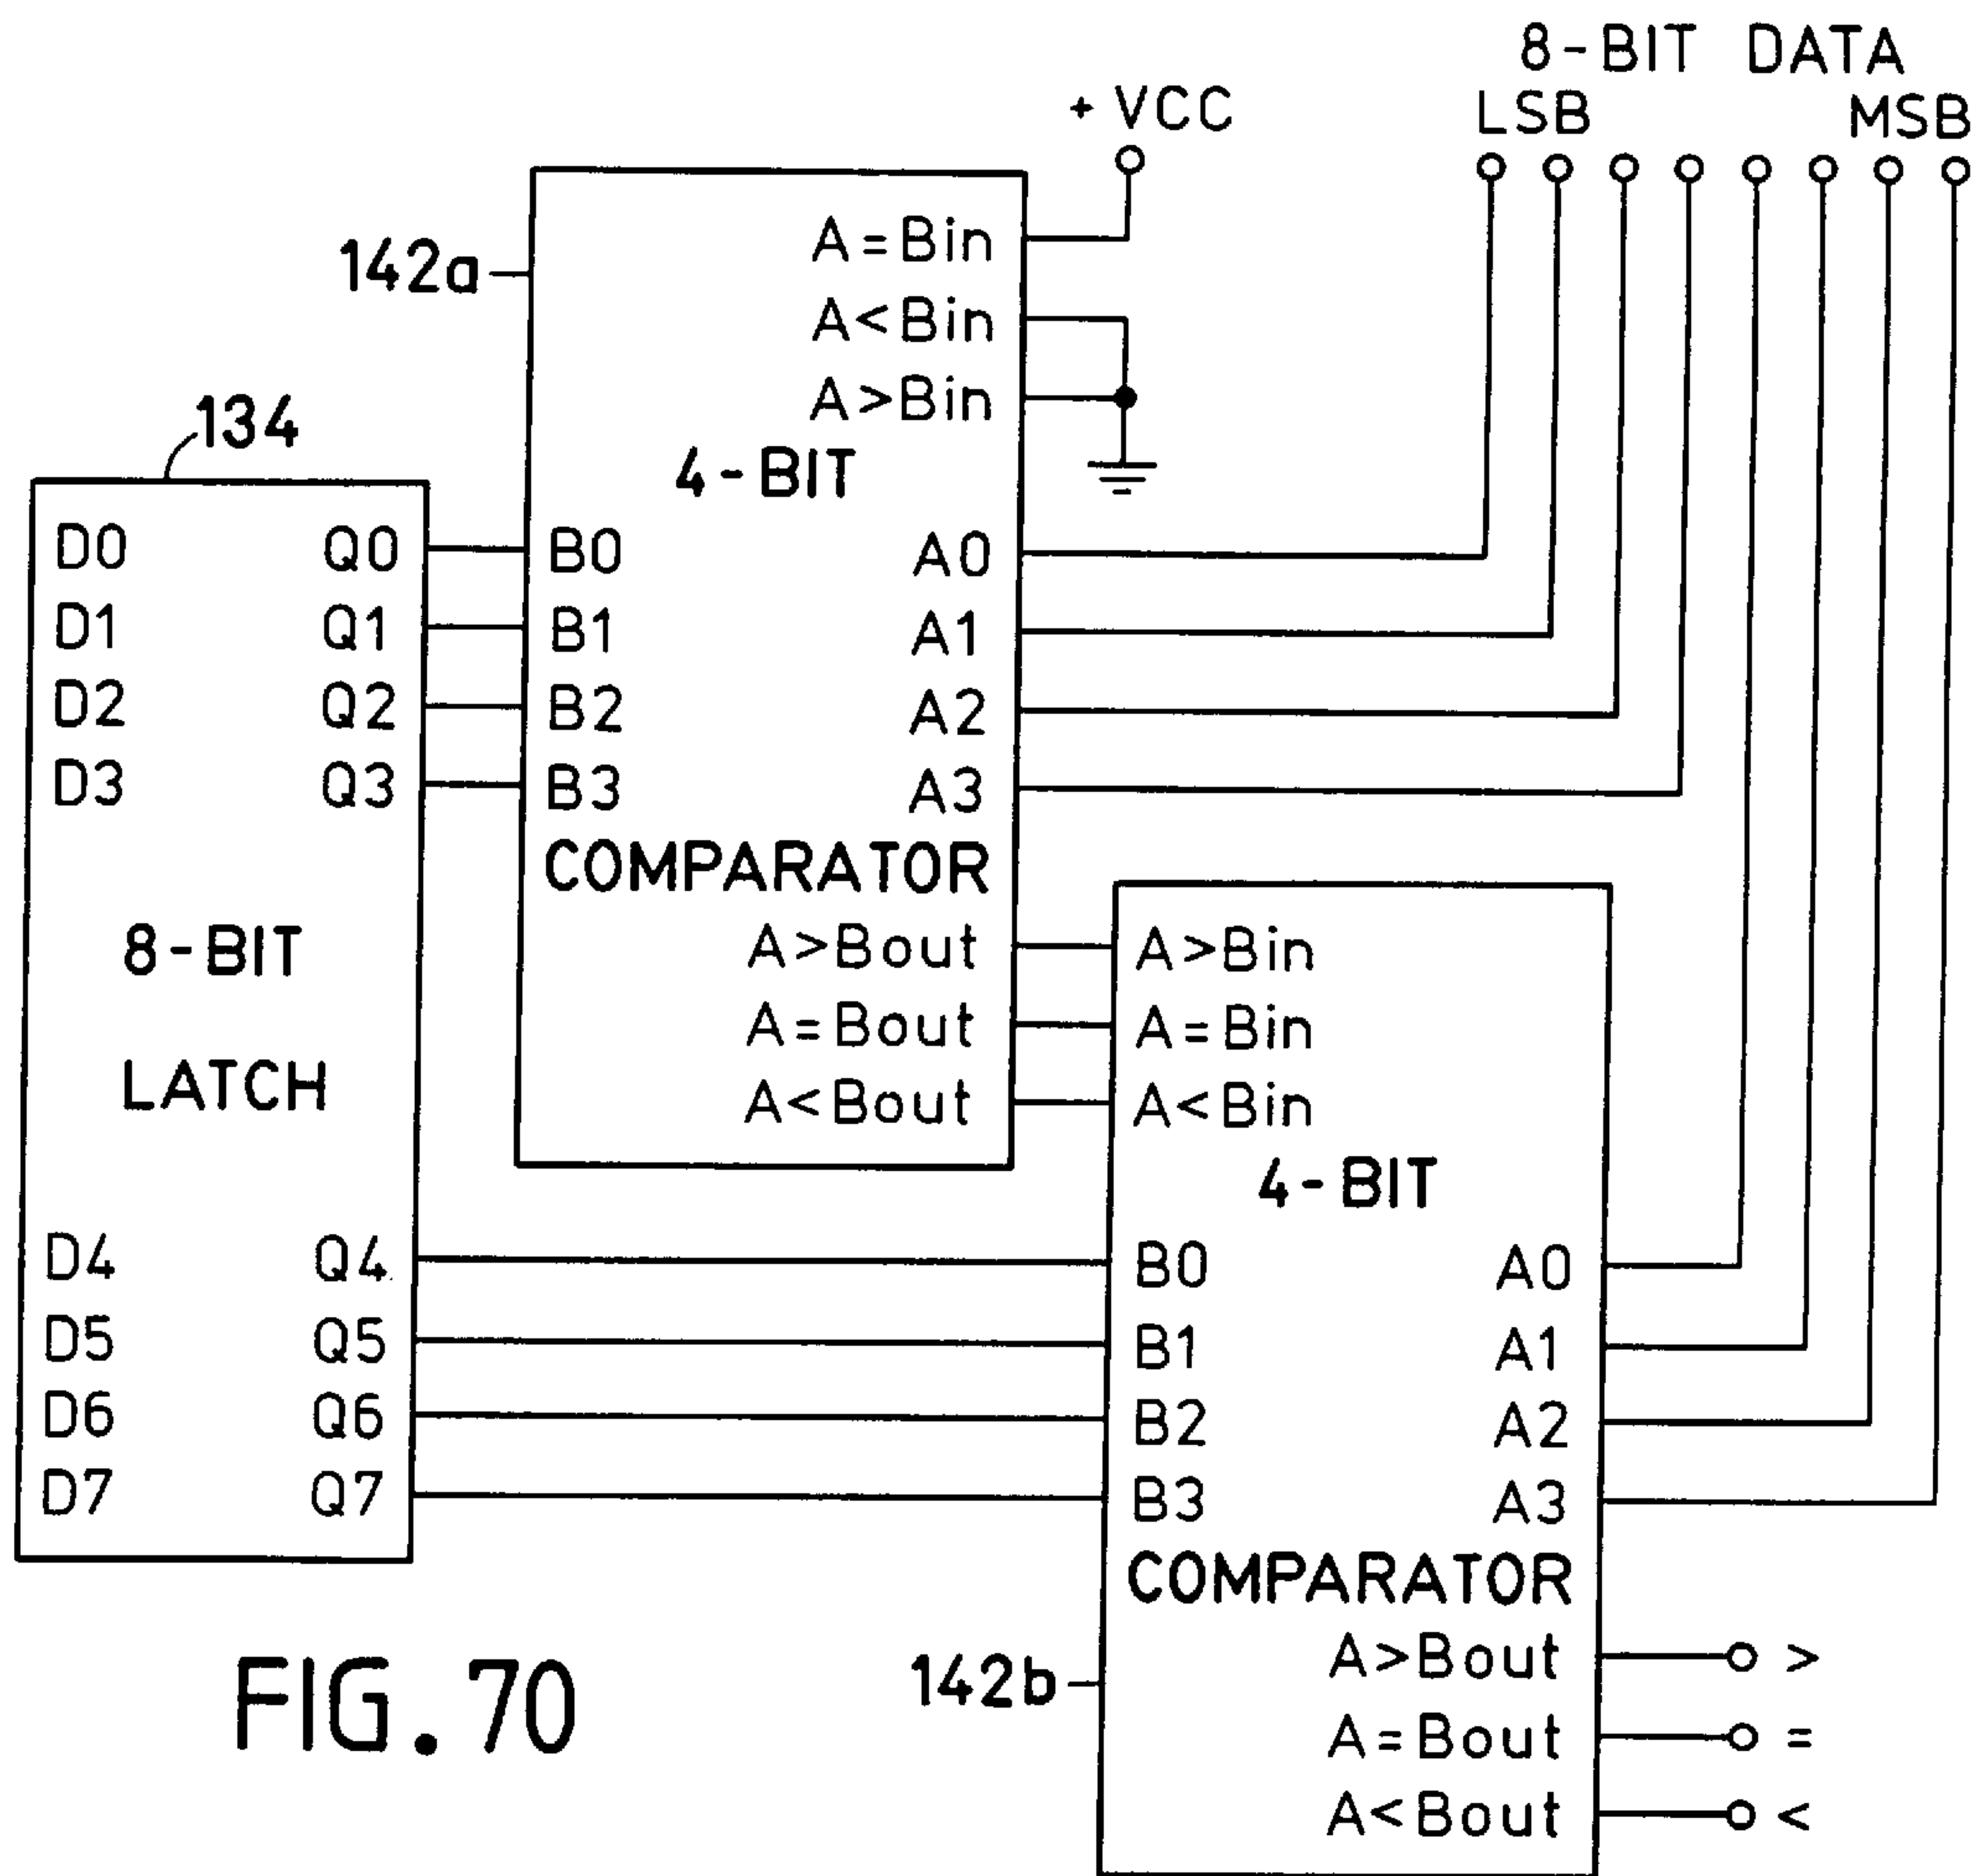 8-BIT DATA
LSB MSB
+ VCC
142a
A=Bin
A<Bin
A>Bin
4-BIT
134
D0 Q0 B0 A0
D1 Q1 B1 A1
D2 Q2 B2 A2
D3 Q3 B3 A3
COMPARATOR
8-BIT
LATCH
A>Bout A>Bin
A=Bout A=Bin
A<Bout A<Bin
4-BIT
D4 Q4 B0 A0
D5 Q5 B1 A1
D6 Q6 B2 A2
D7 Q7 B3 A3
COMPARATOR
142b
A>Bout >
A=Bout =
A<Bout <
FIG. 70